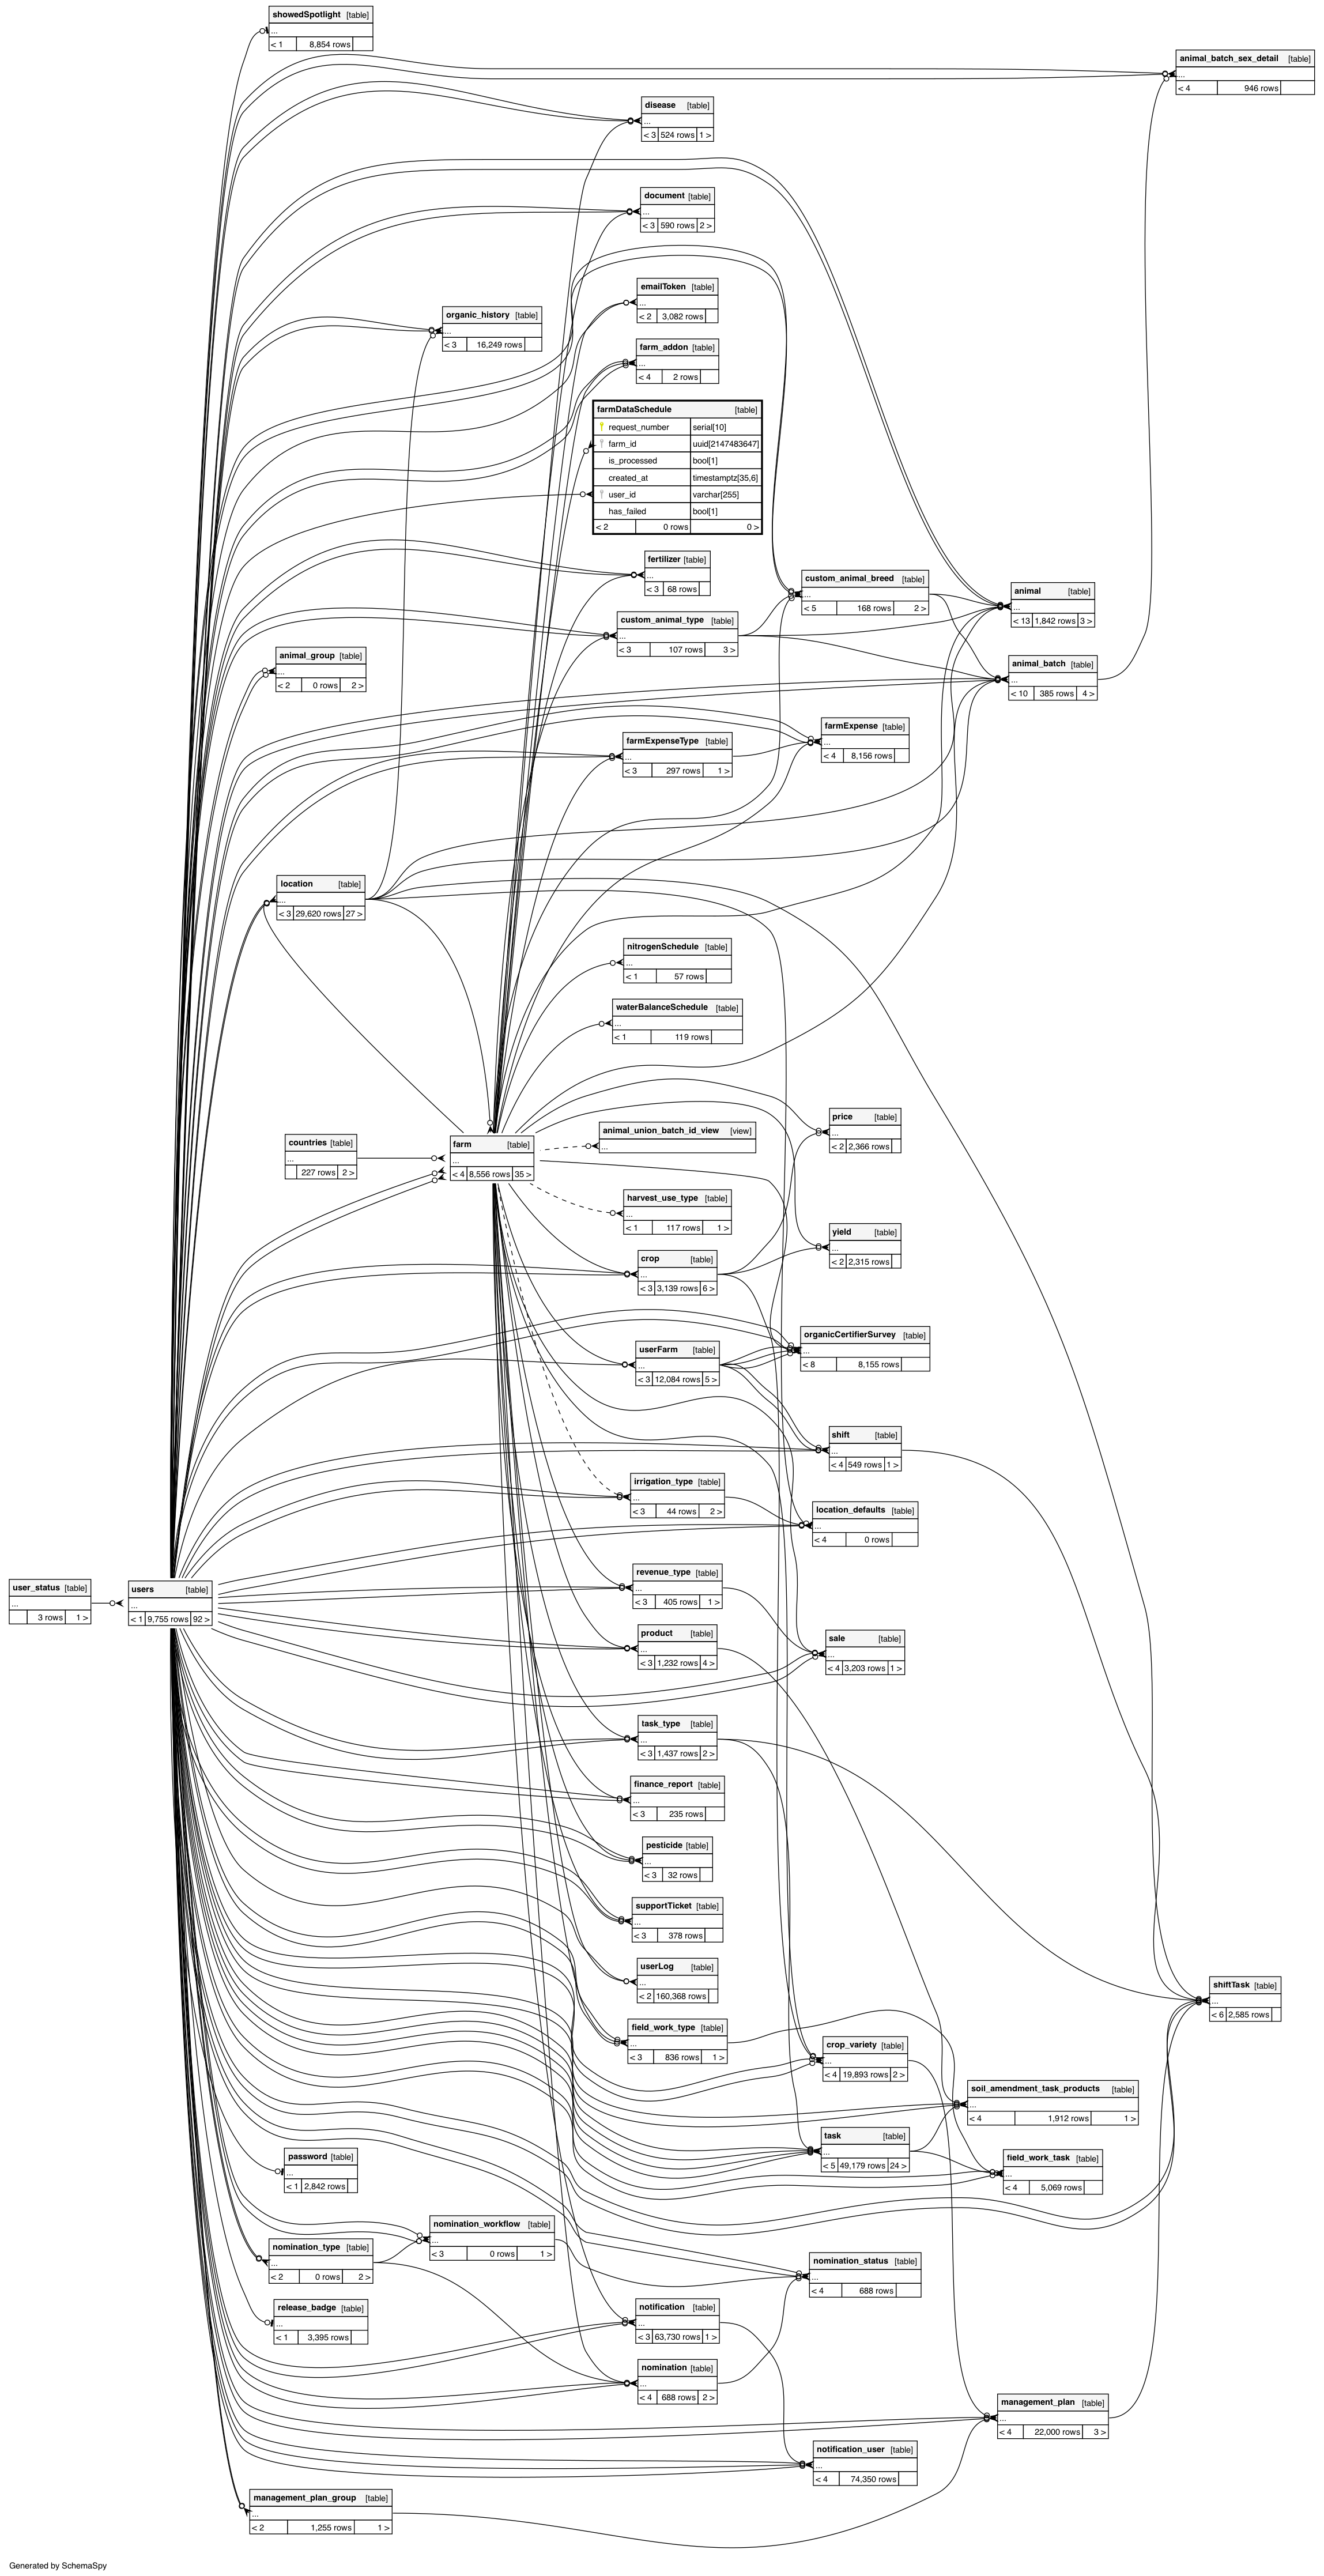 showedSpotlight [table]
...
< 1 8,854 rows
animal_batch_sex_detail [table]
...
< 4 946 rows
disease [table]
...
< 3 524 rows 1 >
document [table]
...
< 3 590 rows 2 >
emailToken [table]
...
< 2 3,082 rows
organic_history [table]
...
< 3 16,249 rows
farm_addon [table]
...
< 4 2 rows
farmDataSchedule [table]
request_number serial[10]
farm_id uuid[2147483647]
is_processed bool[1]
created_at timestamptz[35,6]
user_id varchar[255]
has_failed bool[1]
< 2 0 rows 0 >
fertilizer [table]
...
< 3 68 rows
custom_animal_breed [table]
...
< 5 168 rows 2 >
animal [table]
...
< 13 1,842 rows 3 >
custom_animal_type [table]
...
< 3 107 rows 3 >
animal_group [table]
...
< 2 0 rows 2 >
animal_batch [table]
...
< 10 385 rows 4 >
farmExpense [table]
...
< 4 8,156 rows
farmExpenseType [table]
...
< 3 297 rows 1 >
location [table]
...
< 3 29,620 rows 27 >
nitrogenSchedule [table]
...
< 1 57 rows
waterBalanceSchedule [table]
...
< 1 119 rows
price [table]
...
< 2 2,366 rows
animal_union_batch_id_view [view]
...
countries [table]
...
227 rows 2 >
farm [table]
...
< 4 8,556 rows 35 >
harvest_use_type [table]
...
< 1 117 rows 1 >
yield [table]
...
< 2 2,315 rows
crop [table]
...
< 3 3,139 rows 6 >
organicCertifierSurvey [table]
...
< 8 8,155 rows
userFarm [table]
...
< 3 12,084 rows 5 >
shift [table]
...
< 4 549 rows 1 >
irrigation_type [table]
...
< 3 44 rows 2 >
location_defaults [table]
...
< 4 0 rows
revenue_type [table]
...
< 3 405 rows 1 >
user_status [table]
...
3 rows 1 >
users [table]
...
< 1 9,755 rows 92 >
product [table]
...
< 3 1,232 rows 4 >
sale [table]
...
< 4 3,203 rows 1 >
task_type [table]
...
< 3 1,437 rows 2 >
finance_report [table]
...
< 3 235 rows
pesticide [table]
...
< 3 32 rows
supportTicket [table]
...
< 3 378 rows
userLog [table]
...
< 2 160,368 rows
shiftTask [table]
...
< 6 2,585 rows
field_work_type [table]
...
< 3 836 rows 1 >
crop_variety [table]
...
< 4 19,893 rows 2 >
soil_amendment_task_products [table]
...
< 4 1,912 rows 1 >
task [table]
...
< 5 49,179 rows 24 >
password [table]
...
< 1 2,842 rows
field_work_task [table]
...
< 4 5,069 rows
nomination_workflow [table]
...
< 3 0 rows 1 >
nomination_type [table]
...
< 2 0 rows 2 >
nomination_status [table]
...
< 4 688 rows
release_badge [table]
...
< 1 3,395 rows
notification [table]
...
< 3 63,730 rows 1 >
nomination [table]
...
< 4 688 rows 2 >
management_plan [table]
...
< 4 22,000 rows 3 >
notification_user [table]
...
< 4 74,350 rows
management_plan_group [table]
...
< 2 1,255 rows 1 >
Generated by SchemaSpy